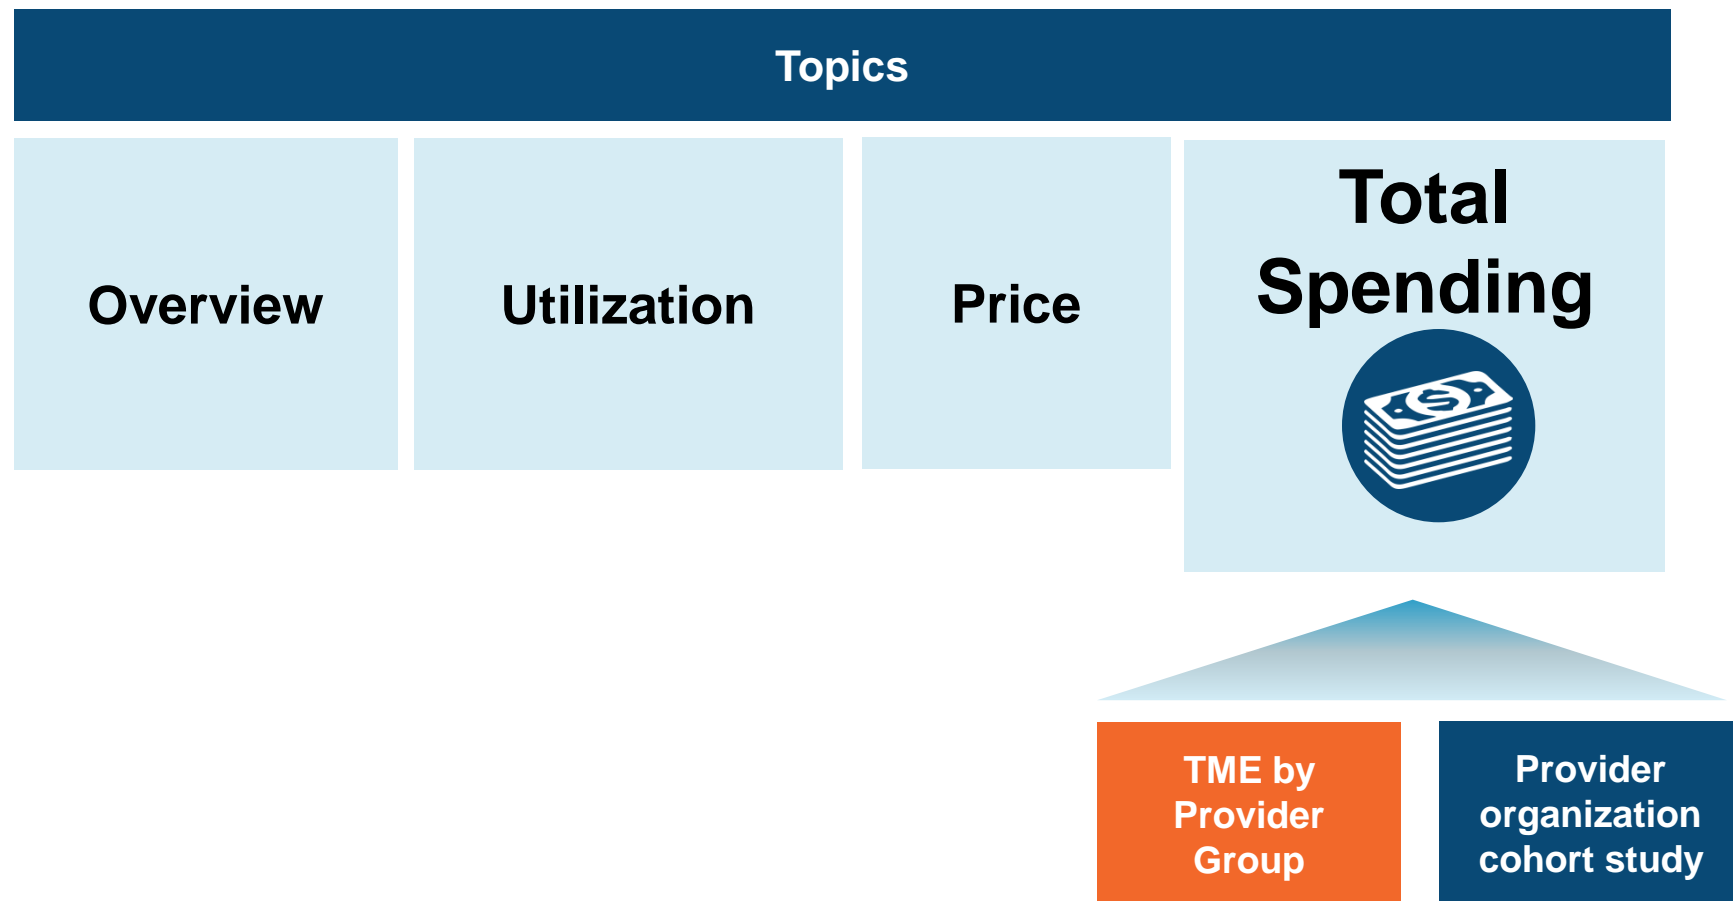 Topics
Overview
Utilization
Price
Total
Spending
TME by
Provider
Group
Provider
organization
cohort study